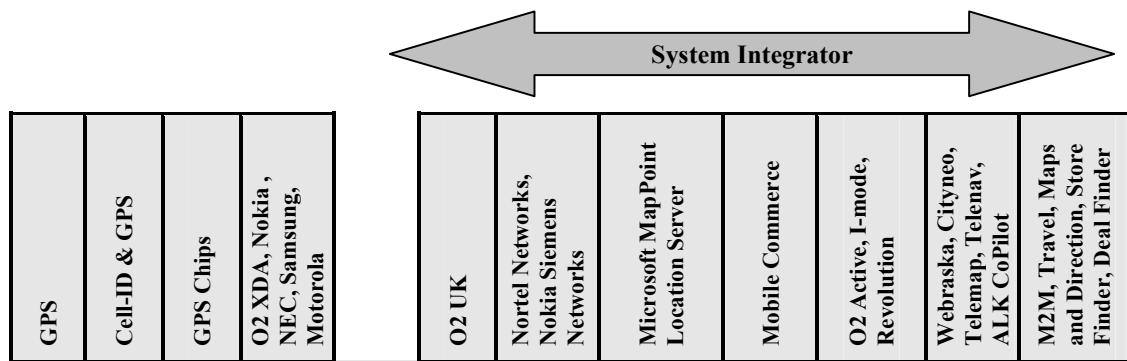 System Integrator
GPS
Cell-ID & GPS
GPS Chips
O2 XDA, Nokia ,
NEC, Samsung,
Motorola
O2 UK
Nortel Networks,
Nokia Siemens
Networks
Microsoft MapPoint
Location Server
Mobile Commerce
O2 Active, I-mode,
Revolution
Webraska, Cityneo,
Telemap, Telenav,
ALK CoPilot
M2M, Travel, Maps
and Direction, Store
Finder, Deal Finder